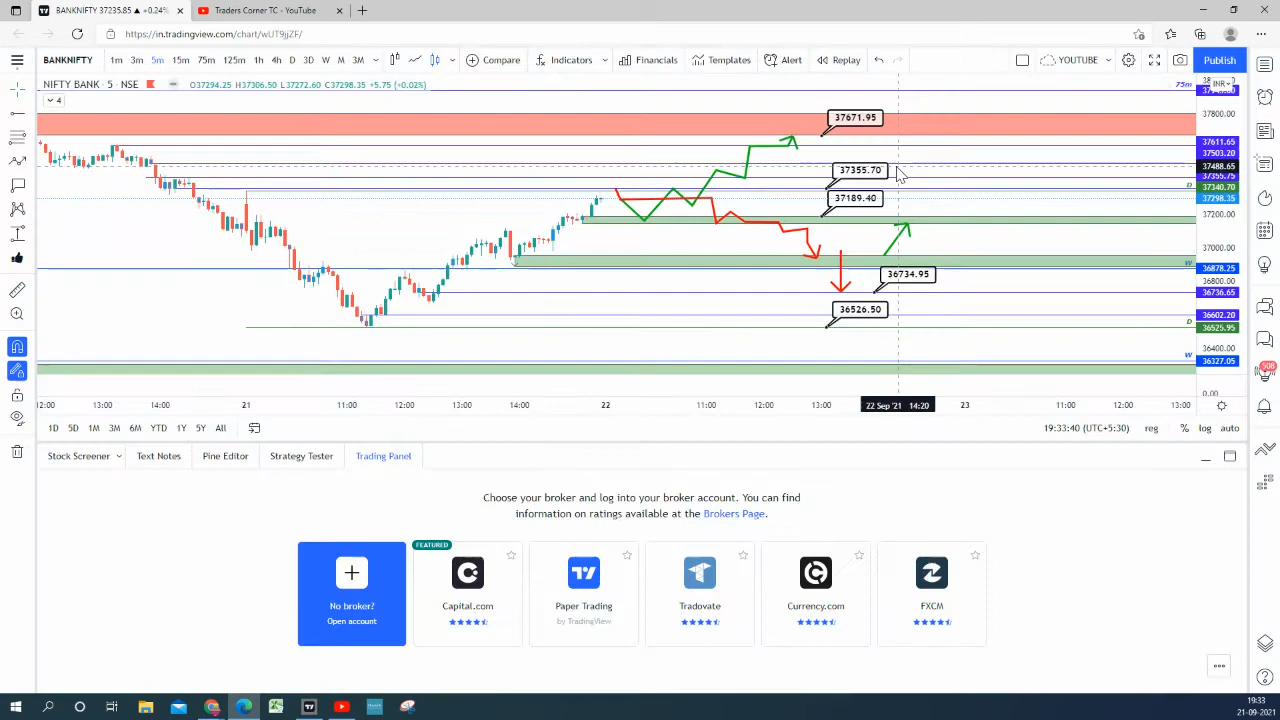 BANKNIFTY 37235.85 ▲ +0.24%
Traders Corner TC - YouTube
https://in.tradingview.com/chart/wUT9jjZF/
BANKNIFTY 1m 3m 5m 15m 75m 125m 1h 4h D 3D W M 3M Compare Indicators Financials Templates Alert Replay YOUTUBE Publish
NIFTY BANK · 5 · NSE O37294.25 H37306.50 L37272.60 C37298.35 +5.75 (+0.02%)
4
75m
INR
37800.00
37671.95
37611.65
37503.20
37488.65
37355.70
37355.75
D 37340.70
37189.40
37298.35
37200.00
37000.00
W
36878.25
36734.95
36800.00
36736.65
36526.50
36602.20
D 36525.95
36400.00
W 36327.05
0.00
12:00 13:00 14:00 21 11:00 12:00 13:00 14:00 22 11:00 12:00 13:00 22 Sep '21 14:20 23 11:00 12:00 13:00
1D 5D 1M 3M 6M YTD 1Y 5Y All 19:33:40 (UTC+5:30) reg % log auto
Stock Screener Text Notes Pine Editor Strategy Tester Trading Panel
Choose your broker and log into your broker account. You can find
information on ratings available at the Brokers Page.
FEATURED
No broker?
Open account
Capital.com
Paper Trading
by TradingView
Tradovate
Currency.com
FXCM
508
19:33
21-09-2021